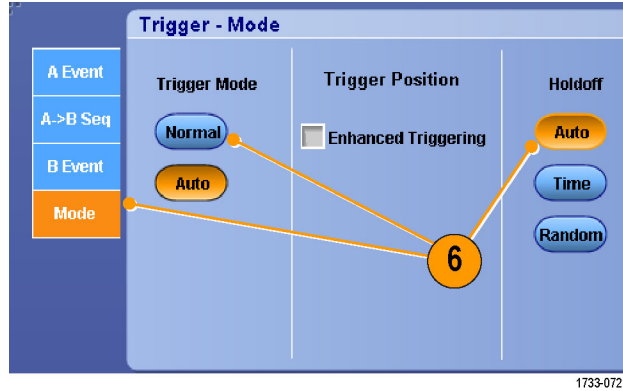 Trigger - Mode
A Event
A->B Seq
B Event
Mode
Trigger Mode
Normal
Auto
Trigger Position
Enhanced Triggering
Holdoff
Auto
Time
Random
6
1733-072